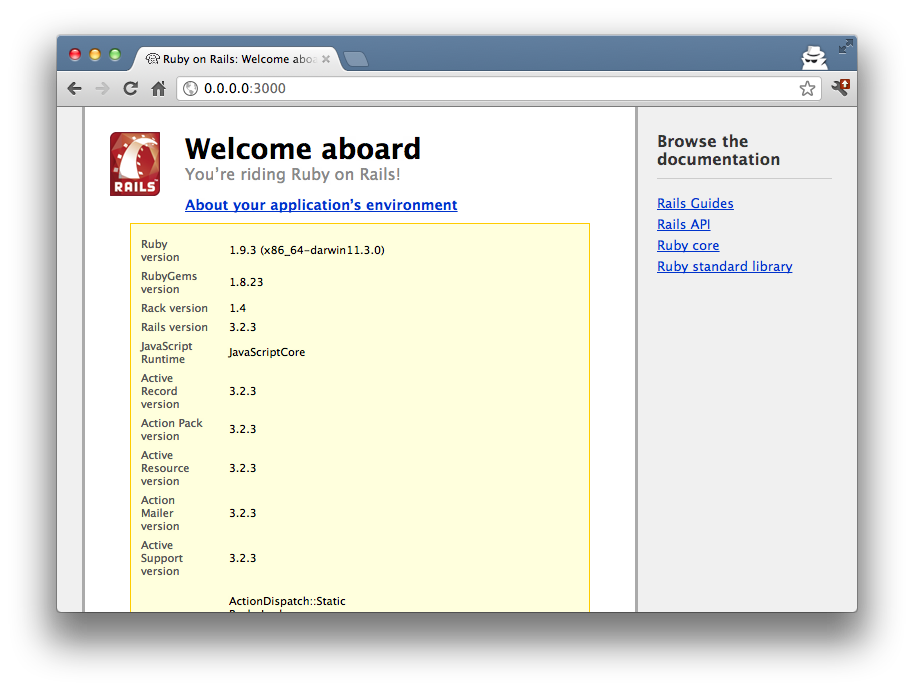 Ruby on Rails: Welcome aboa
0.0.0.0:3000
RAILS
Welcome aboard
You're riding Ruby on Rails!
About your application's environment
Ruby
version
1.9.3 (x86_64-darwin11.3.0)
RubyGems
version
1.8.23
Rack version
1.4
Rails version
3.2.3
JavaScript
Runtime
JavaScriptCore
Active
Record
version
3.2.3
Action Pack
version
3.2.3
Active
Resource
version
3.2.3
Action
Mailer
version
3.2.3
Active
Support
version
3.2.3
ActionDispatch::Static
Browse the
documentation
Rails Guides
Rails API
Ruby core
Ruby standard library